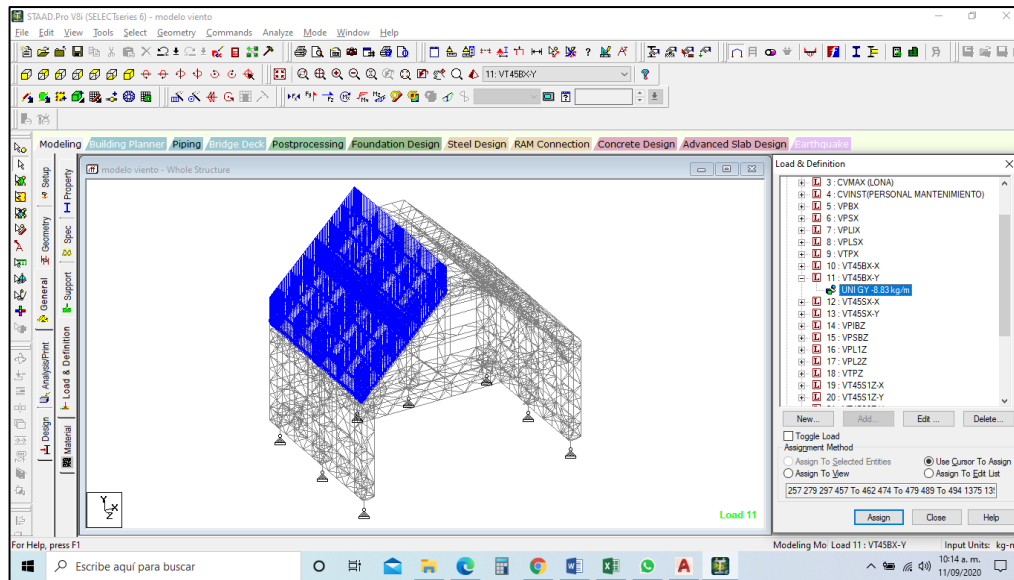 STAAD.Pro V8i (SELECTseries 6) - modelo viento
File Edit View Tools Select Geometry Commands Analyze Mode Window Help
11: VT45BX-Y
Modeling Building Planner Piping Bridge Deck Postprocessing Foundation Design Steel Design RAM Connection Concrete Design Advanced Slab Design Earthquake
Setup
Geometry
General
Analysis/Print
Design
Property
Spec
Support
Load & Definition
Material
modelo viento - Whole Structure
Y
X
Z
Load 11
Load & Definition
3 : CVMAX (LONA)
4 : CVINST(PERSONAL MANTENIMIENTO)
5 : VPBX
6 : VPSX
7 : VPLIX
8 : VPLSX
9 : VTPX
10 : VT45BX-X
11 : VT45BX-Y
UNI GY -8.83 kg/m
12 : VT45SX-X
13 : VT45SX-Y
14 : VPIBZ
15 : VPSBZ
16 : VPL1Z
17 : VPL2Z
18 : VTPZ
19 : VT45S1Z-X
20 : VT45S1Z-Y
New... Add... Edit ... Delete...
Toggle Load
Assignment Method
Assign To Selected Entities Use Cursor To Assign
Assign To View Assign To Edit List
257 279 297 457 To 462 474 To 479 489 To 494 1375 13
Assign Close Help
For Help, press F1
Modeling Mo Load 11 : VT45BX-Y Input Units: kg-m
Escribe aquí para buscar
10:14 a. m.
11/09/2020